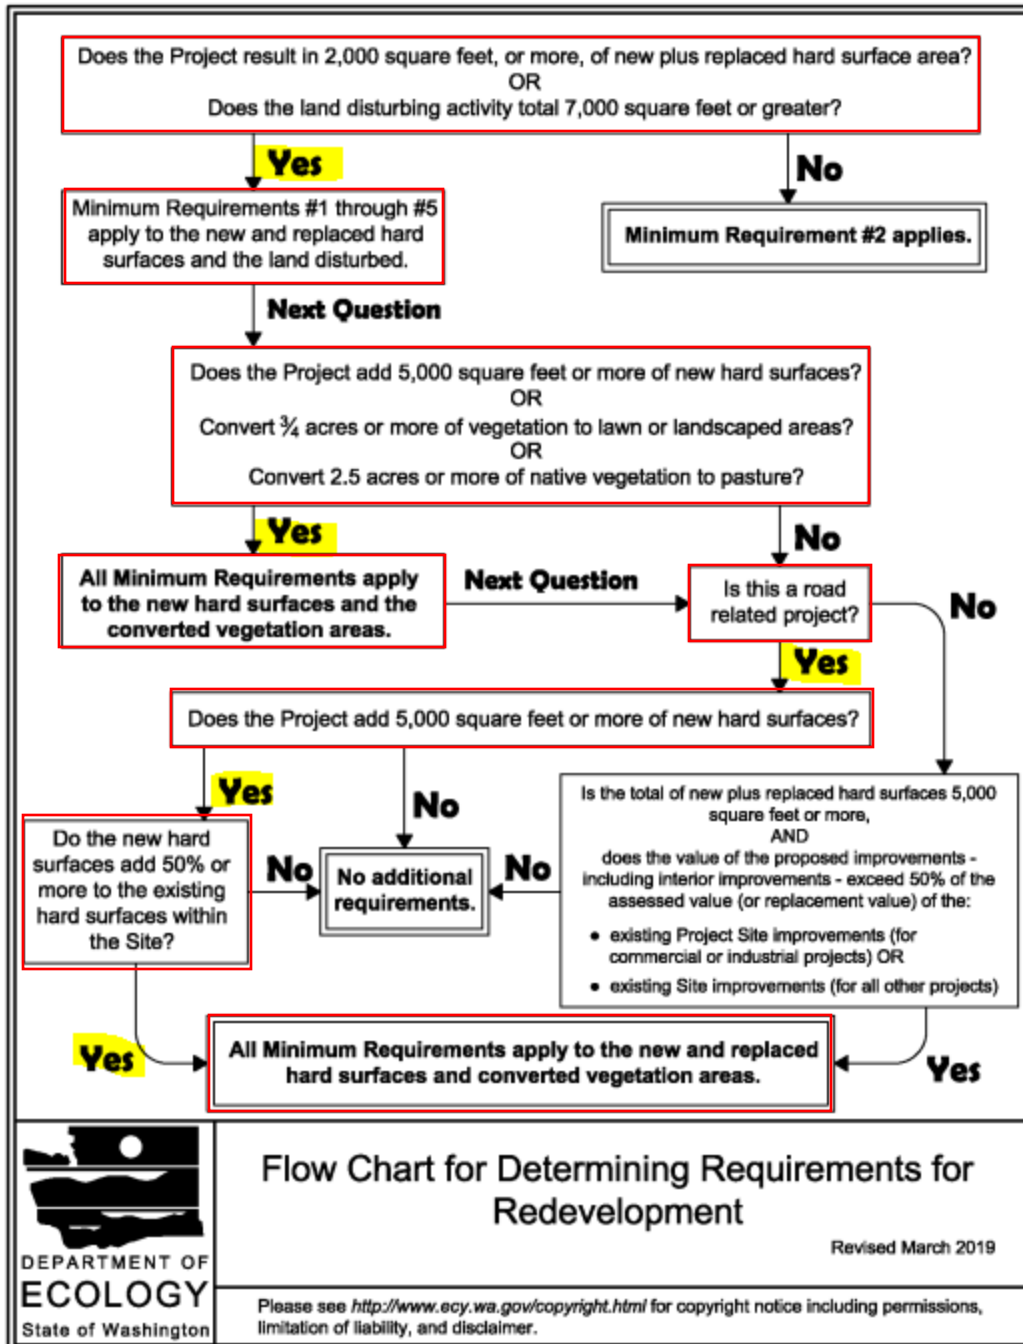 Does the Project result in 2,000 square feet, or more, of new plus replaced hard surface area?
OR
Does the land disturbing activity total 7,000 square feet or greater?
Yes
No
Minimum Requirements #1 through #5
apply to the new and replaced hard
surfaces and the land disturbed.
Minimum Requirement #2 applies.
Next Question
Does the Project add 5,000 square feet or more of new hard surfaces?
OR
Convert ¾ acres or more of vegetation to lawn or landscaped areas?
OR
Convert 2.5 acres or more of native vegetation to pasture?
Yes
No
All Minimum Requirements apply
to the new hard surfaces and the
converted vegetation areas.
Next Question
Is this a road
related project?
No
Yes
Does the Project add 5,000 square feet or more of new hard surfaces?
Yes
No
Do the new hard
surfaces add 50% or
more to the existing
hard surfaces within
the Site?
No
No additional
requirements.
No
Is the total of new plus replaced hard surfaces 5,000
square feet or more,
AND
does the value of the proposed improvements -
including interior improvements - exceed 50% of the
assessed value (or replacement value) of the:
• existing Project Site improvements (for
commercial or industrial projects) OR
• existing Site improvements (for all other projects)
Yes
All Minimum Requirements apply to the new and replaced
hard surfaces and converted vegetation areas.
Yes
DEPARTMENT OF
ECOLOGY
State of Washington
Flow Chart for Determining Requirements for
Redevelopment
Revised March 2019
Please see http://www.ecy.wa.gov/copyright.html for copyright notice including permissions,
limitation of liability, and disclaimer.